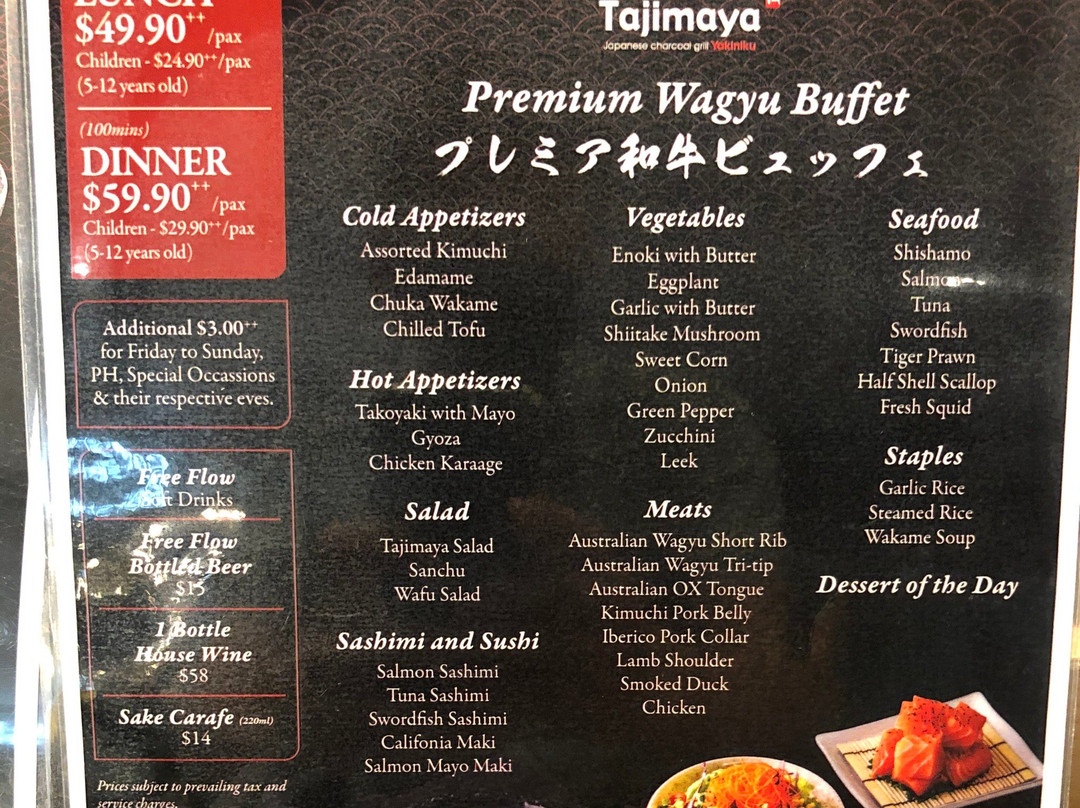 LUNCH
$49.90++ /pax
Children - $24.90++/pax
(5-12 years old)
(100mins)
DINNER
$59.90++ /pax
Children - $29.90++/pax
(5-12 years old)
Additional $3.00++
for Friday to Sunday,
PH, Special Occassions
& their respective eves.
Free Flow
Soft Drinks
Free Flow
Bottled Beer
$15
1 Bottle
House Wine
$58
Sake Carafe (220ml)
$14
Prices subject to prevailing tax and
service charges.
Tajimaya
Japanese charcoal grill Yakiniku
Premium Wagyu Buffet
プレミア和牛ビュッフェ
Cold Appetizers
Assorted Kimuchi
Edamame
Chuka Wakame
Chilled Tofu
Hot Appetizers
Takoyaki with Mayo
Gyoza
Chicken Karaage
Salad
Tajimaya Salad
Sanchu
Wafu Salad
Sashimi and Sushi
Salmon Sashimi
Tuna Sashimi
Swordfish Sashimi
Califonia Maki
Salmon Mayo Maki
Vegetables
Enoki with Butter
Eggplant
Garlic with Butter
Shiitake Mushroom
Sweet Corn
Onion
Green Pepper
Zucchini
Leek
Meats
Australian Wagyu Short Rib
Australian Wagyu Tri-tip
Australian OX Tongue
Kimuchi Pork Belly
Iberico Pork Collar
Lamb Shoulder
Smoked Duck
Chicken
Seafood
Shishamo
Salmon
Tuna
Swordfish
Tiger Prawn
Half Shell Scallop
Fresh Squid
Staples
Garlic Rice
Steamed Rice
Wakame Soup
Dessert of the Day